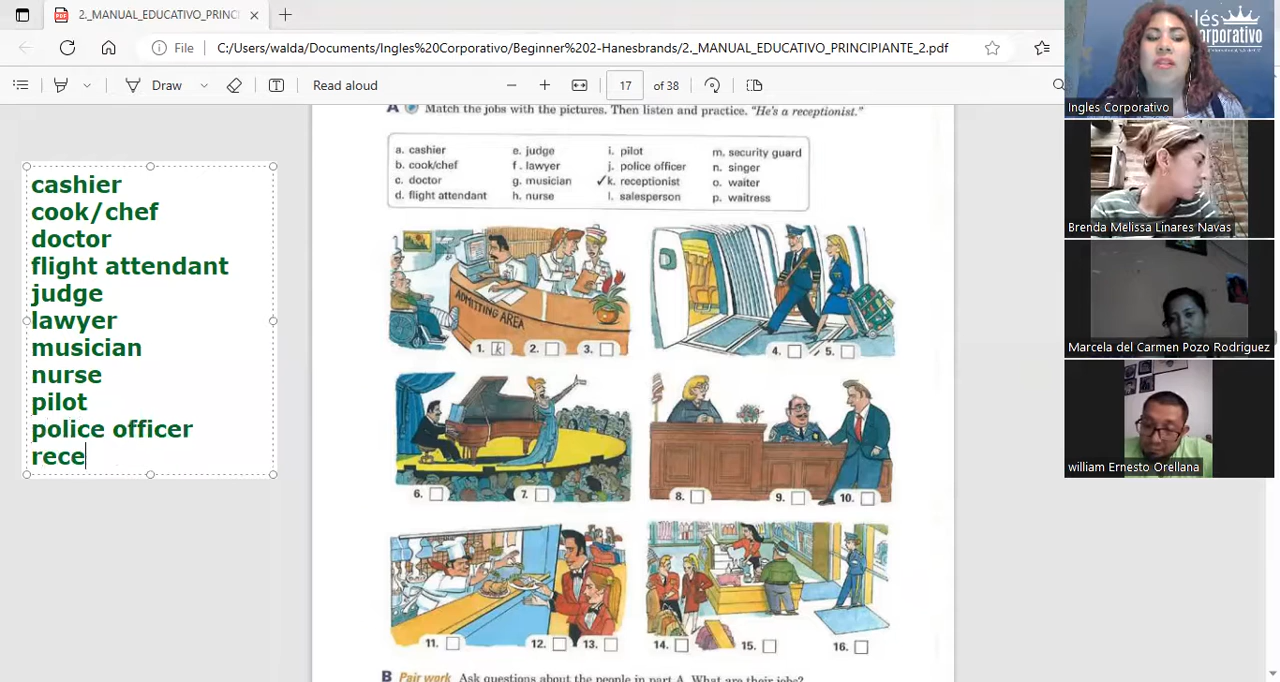 2._MANUAL_EDUCATIVO_PRINCI
File
C:/Users/walda/Documents/Ingles%20Corporativo/Beginner%202-Hanesbrands/2._MANUAL_EDUCATIVO_PRINCIPIANTE_2.pdf
Draw
Read aloud
17 of 38
A Match the jobs with the pictures. Then listen and practice. "He's a receptionist."
a. cashier e. judge i. pilot m. security guard
b. cook/chef f. lawyer j. police officer n. singer
c. doctor g. musician ✓k. receptionist o. waiter
d. flight attendant h. nurse l. salesperson p. waitress
cashier
cook/chef
doctor
flight attendant
judge
lawyer
musician
nurse
pilot
police officer
rece
ADMITTING AREA
1. k 2. 3.
4. 5.
6. 7.
8. 9. 10.
11. 12. 13.
14. 15. 16.
B Pair work Ask questions about the people in part A. What are their jobs?
Ingles Corporativo
Brenda Melissa Linares Navas
Marcela del Carmen Pozo Rodriguez
william Ernesto Orellana